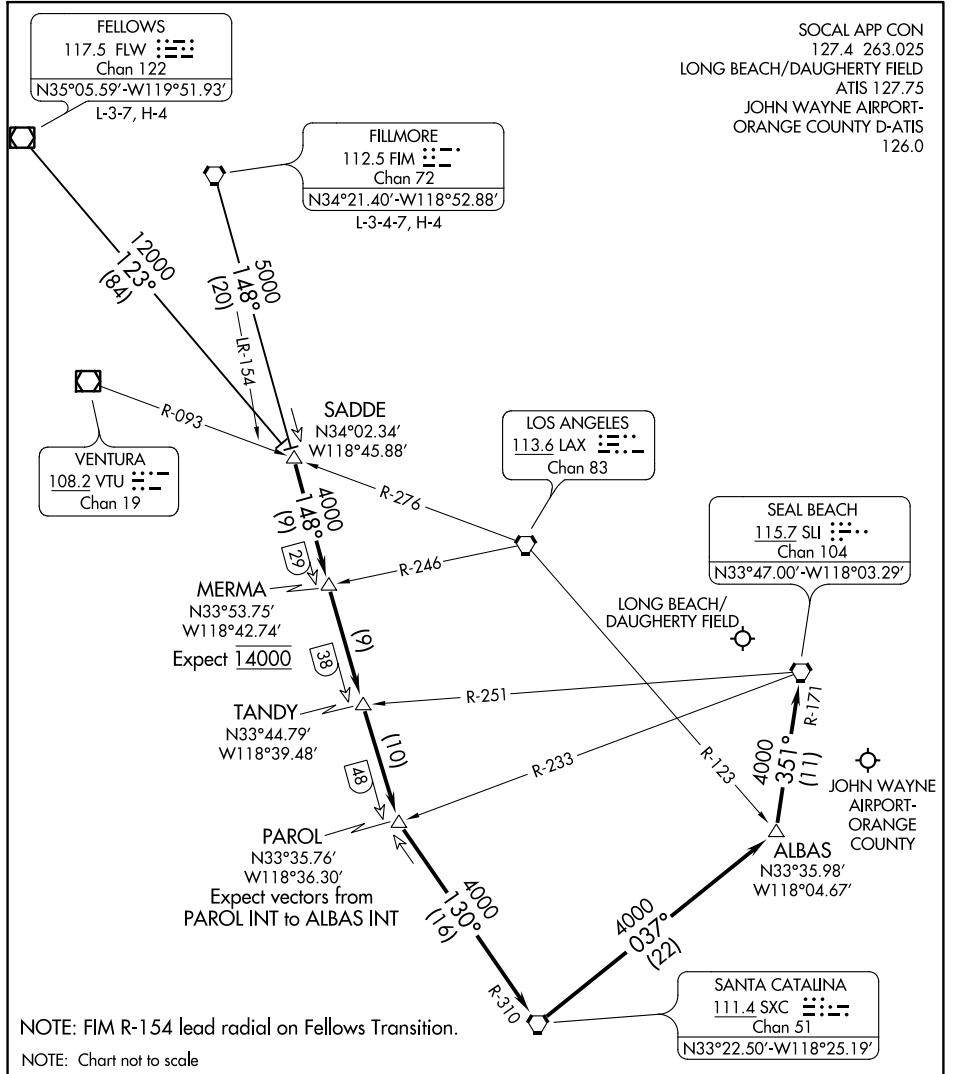 FELLOWS
117.5 FLW
Chan 122
N35°05.59′-W119°51.93′
L-3-7, H-4
SOCAL APP CON
127.4 263.025
LONG BEACH/DAUGHERTY FIELD
ATIS 127.75
JOHN WAYNE AIRPORT-
ORANGE COUNTY D-ATIS
126.0
FILLMORE
112.5 FIM
Chan 72
N34°21.40′-W118°52.88′
L-3-4-7, H-4
12000
123°
(84)
5000
148°
(20)
LR-154
R-093
VENTURA
108.2 VTU
Chan 19
SADDE
N34°02.34′
W118°45.88′
LOS ANGELES
113.6 LAX
Chan 83
R-276
4000
148°
(9)
R-246
29
MERMA
N33°53.75′
W118°42.74′
Expect 14000
SEAL BEACH
115.7 SLI
Chan 104
N33°47.00′-W118°03.29′
LONG BEACH/
DAUGHERTY FIELD
(9)
38
R-251
TANDY
N33°44.79′
W118°39.48′
R-171
(10)
R-233
R-123
4000
351°
(11)
48
JOHN WAYNE
AIRPORT-
ORANGE
COUNTY
PAROL
N33°35.76′
W118°36.30′
Expect vectors from
PAROL INT to ALBAS INT
ALBAS
N33°35.98′
W118°04.67′
4000
130°
(16)
4000
037°
(22)
R-310
SANTA CATALINA
111.4 SXC
Chan 51
N33°22.50′-W118°25.19′
NOTE: FIM R-154 lead radial on Fellows Transition.
NOTE: Chart not to scale